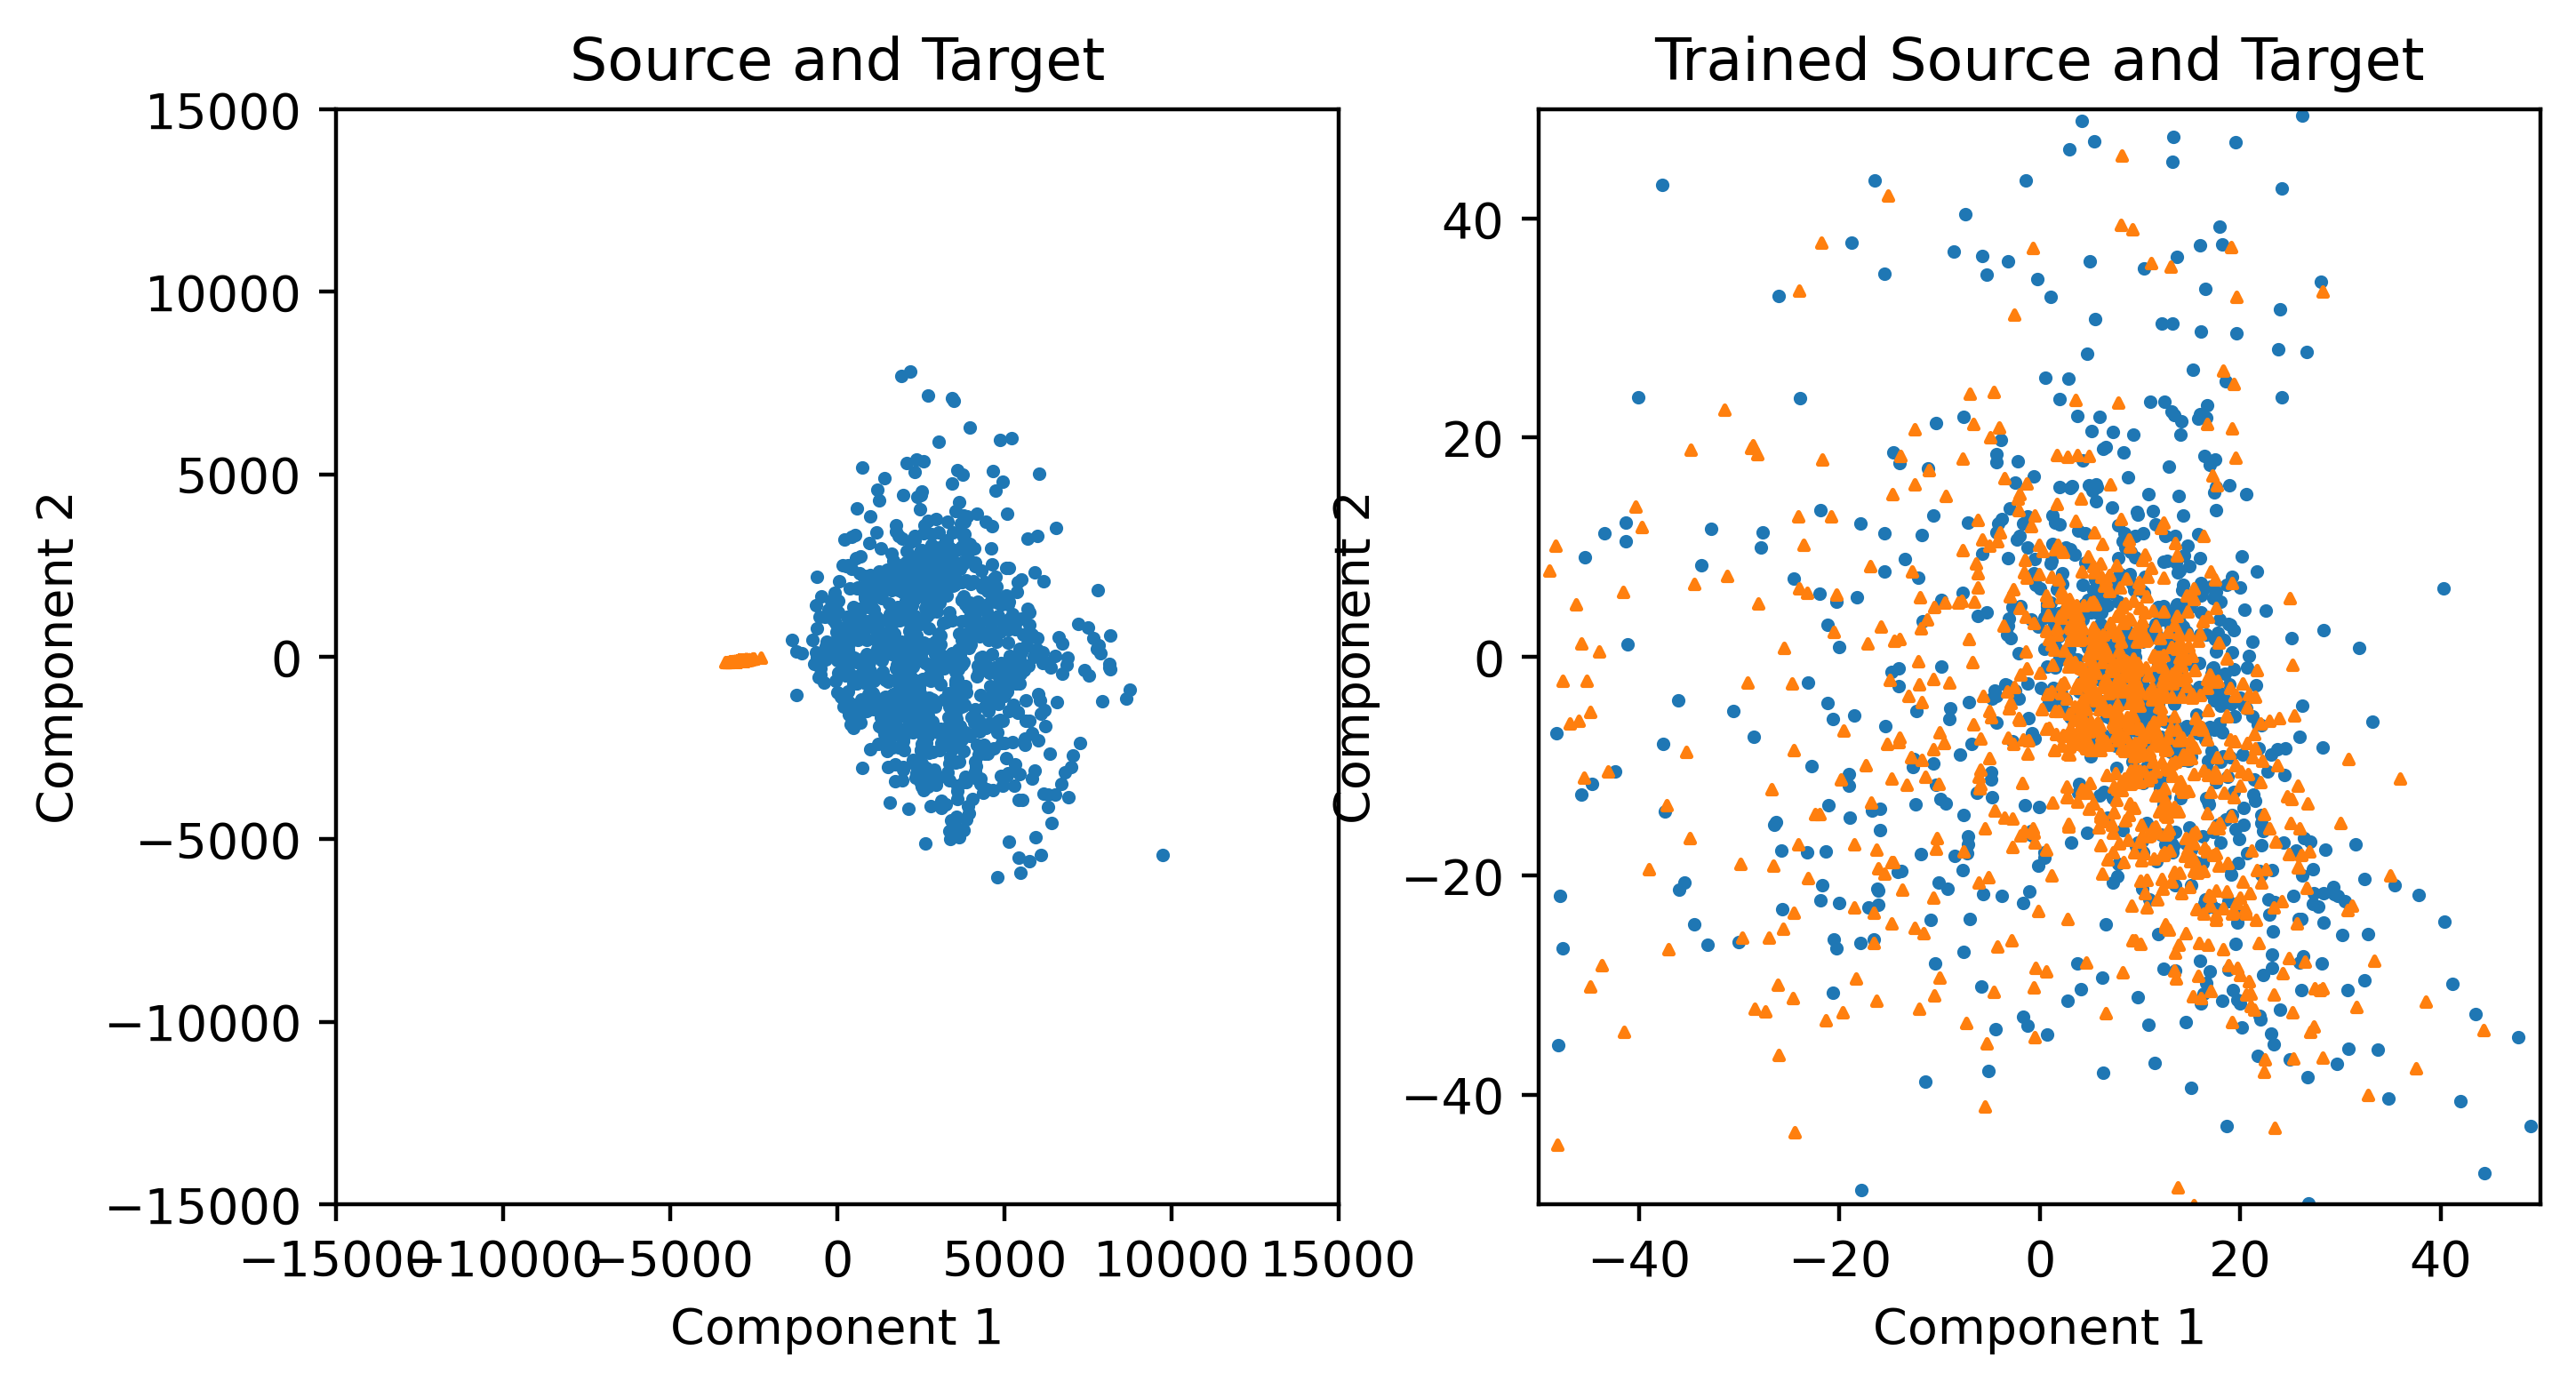 Source and Target
Component 2
15000
10000
5000
0
−5000
−10000
−15000
−15000 −10000 −5000 0 5000 10000 15000
Component 1
Trained Source and Target
Component 2
40
20
0
−20
−40
−40 −20 0 20 40
Component 1